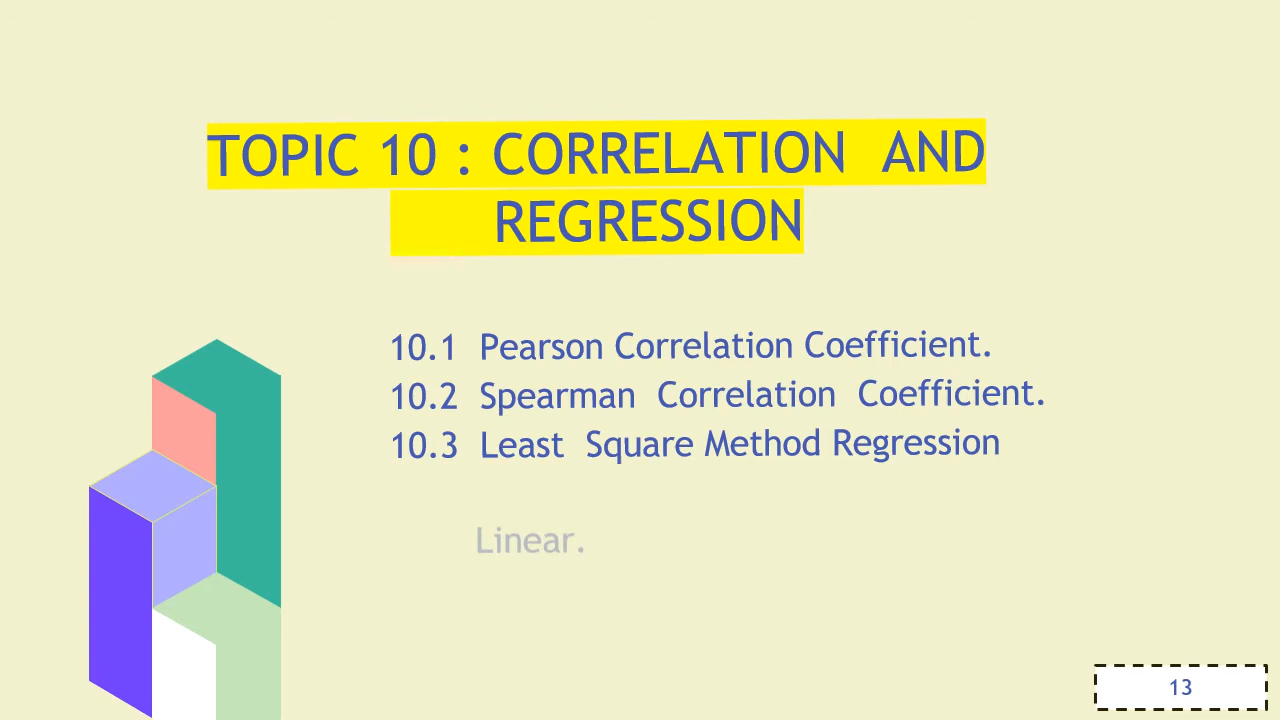 TOPIC 10 : CORRELATION AND
REGRESSION
10.1 Pearson Correlation Coefficient.
10.2 Spearman Correlation Coefficient.
10.3 Least Square Method Regression
Linear.
13